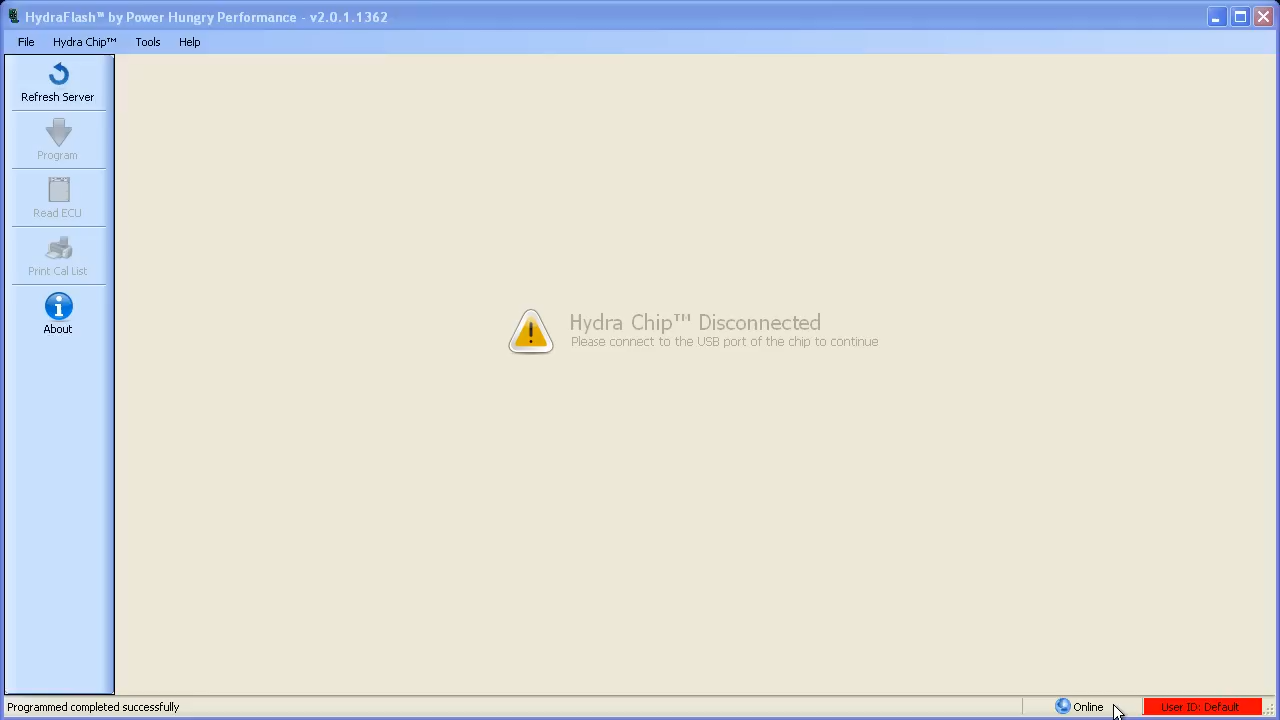 HydraFlash™ by Power Hungry Performance - v2.0.1.1362
File Hydra Chip™ Tools Help
Refresh Server
Program
Read ECU
Print Cal List
About
Hydra Chip™ Disconnected
Please connect to the USB port of the chip to continue
Programmed completed successfully Online User ID: Default